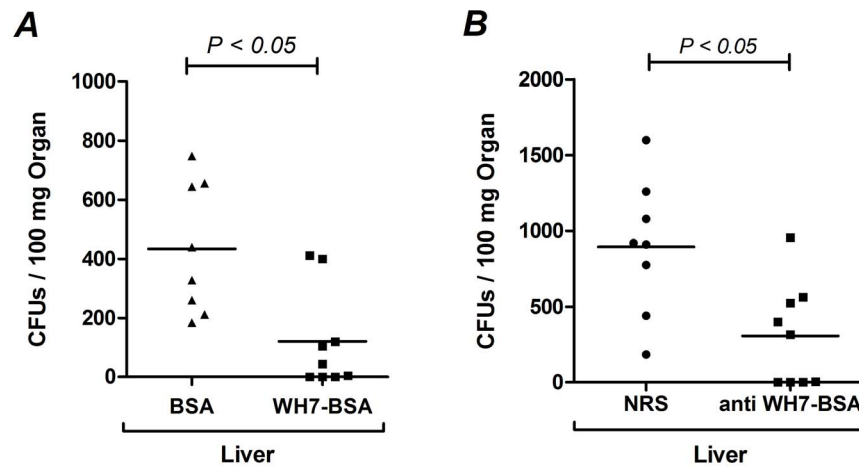 A
P < 0.05
CFUs / 100 mg Organ
1000
800
600
400
200
0
BSA WH7-BSA
Liver
B
P < 0.05
CFUs / 100 mg Organ
2000
1500
1000
500
0
NRS anti WH7-BSA
Liver